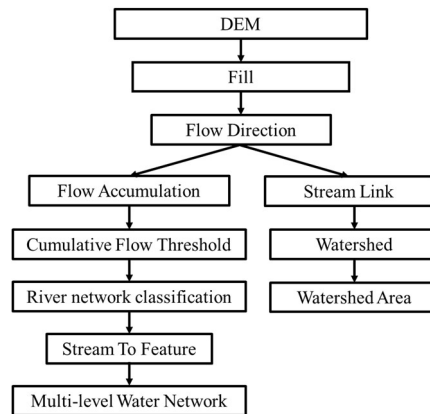 DEM
Fill
Flow Direction
Flow Accumulation
Stream Link
Cumulative Flow Threshold
Watershed
River network classification
Watershed Area
Stream To Feature
Multi-level Water Network